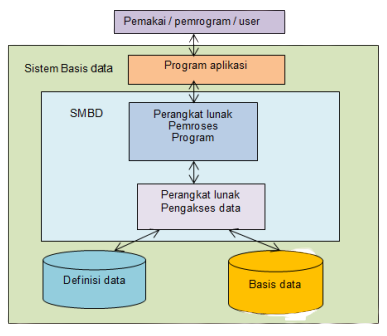 Pemakai / pemrogram / user
Sistem Basis data
Program aplikasi
SMBD
Perangkat lunak
Pemroses
Program
Perangkat lunak
Pengakses data
Definisi data
Basis data